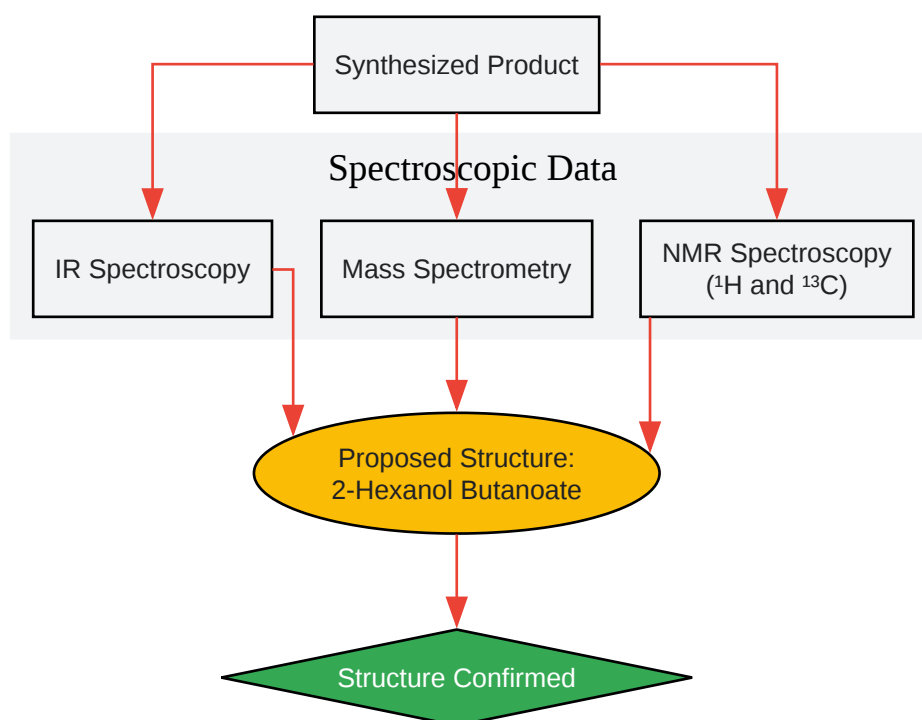 Synthesized Product
Spectroscopic Data
IR Spectroscopy
Mass Spectrometry
NMR Spectroscopy
(¹H and ¹³C)
Proposed Structure:
2-Hexanol Butanoate
Structure Confirmed